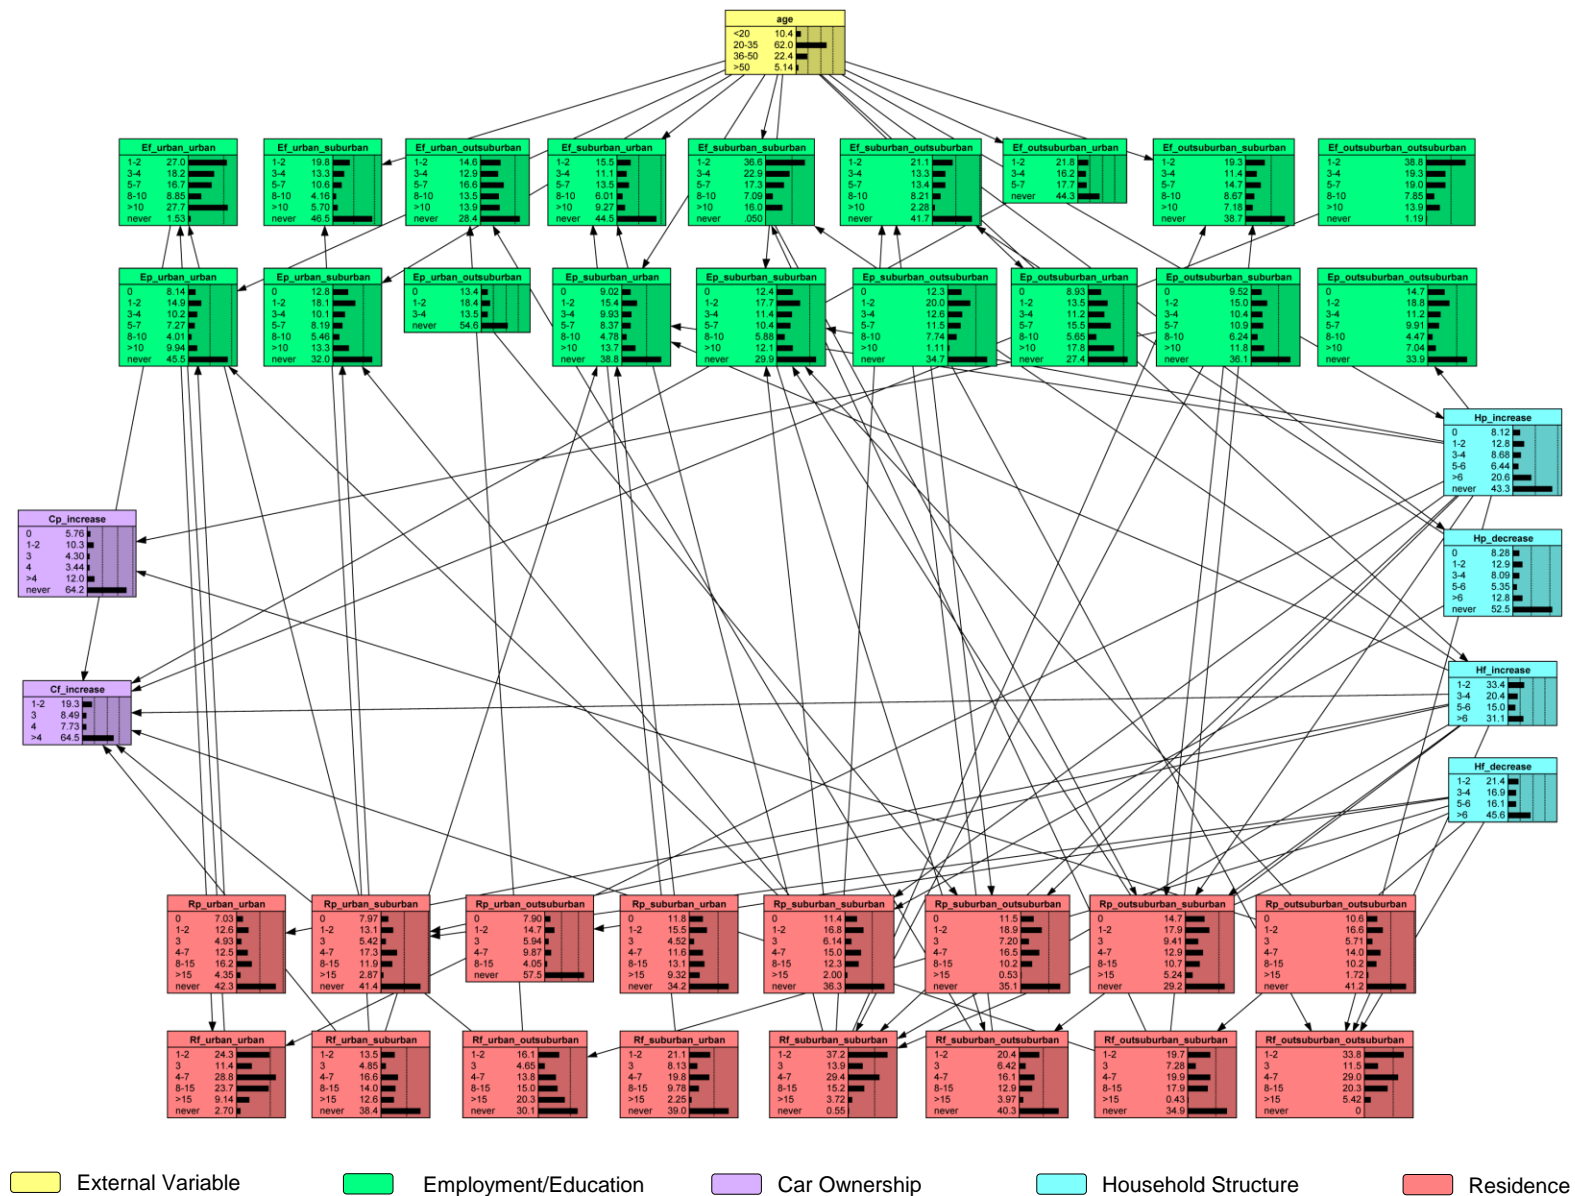 age
<20 10.4
20-35 62.0
36-50 22.4
>50 5.14
Ef_urban_urban
1-2 27.0
3-4 18.2
5-7 16.7
8-10 8.85
>10 27.7
never 1.53
Ef_urban_suburban
1-2 19.8
3-4 13.3
5-7 10.6
8-10 4.16
>10 5.70
never 46.5
Ef_urban_outsuburban
1-2 14.6
3-4 12.9
5-7 16.6
8-10 13.5
>10 13.9
never 28.4
Ef_suburban_urban
1-2 15.5
3-4 11.1
5-7 13.5
8-10 6.01
>10 9.27
never 44.5
Ef_suburban_suburban
1-2 36.6
3-4 22.9
5-7 17.3
8-10 7.09
>10 16.0
never .050
Ef_suburban_outsuburban
1-2 21.1
3-4 13.3
5-7 13.4
8-10 8.21
>10 2.28
never 41.7
Ef_outsuburban_urban
1-2 21.8
3-4 16.2
5-7 17.7
never 44.3
Ef_outsuburban_suburban
1-2 19.3
3-4 11.4
5-7 14.7
8-10 8.67
>10 7.18
never 38.7
Ef_outsuburban_outsuburban
1-2 38.8
3-4 19.3
5-7 19.0
8-10 7.85
>10 13.9
never 1.19
Ep_urban_urban
0 8.14
1-2 14.9
3-4 10.2
5-7 7.27
8-10 4.01
>10 9.94
never 45.5
Ep_urban_suburban
0 12.8
1-2 18.1
3-4 10.1
5-7 8.19
8-10 5.46
>10 13.3
never 32.0
Ep_urban_outsuburban
0 13.4
1-2 18.4
3-4 13.5
never 54.6
Ep_suburban_urban
0 9.02
1-2 15.4
3-4 9.93
5-7 8.37
8-10 4.78
>10 13.7
never 38.8
Ep_suburban_suburban
0 12.4
1-2 17.7
3-4 11.4
5-7 10.4
8-10 5.88
>10 12.1
never 29.9
Ep_suburban_outsuburban
0 12.3
1-2 20.0
3-4 12.6
5-7 11.5
8-10 7.74
>10 1.11
never 34.7
Ep_outsuburban_urban
0 8.93
1-2 13.5
3-4 11.2
5-7 15.5
8-10 5.65
>10 17.8
never 27.4
Ep_outsuburban_suburban
0 9.52
1-2 15.0
3-4 10.4
5-7 10.9
8-10 6.24
>10 11.8
never 36.1
Ep_outsuburban_outsuburban
0 14.7
1-2 18.8
3-4 11.2
5-7 9.91
8-10 4.47
>10 7.04
never 33.9
Hp_increase
0 8.12
1-2 12.8
3-4 8.68
5-6 6.44
>6 20.6
never 43.3
Cp_increase
0 5.76
1-2 10.3
3 4.30
4 3.44
>4 12.0
never 64.2
Hp_decrease
0 8.28
1-2 12.9
3-4 8.09
5-6 5.35
>6 12.8
never 52.5
Cf_increase
1-2 19.3
3 8.49
4 7.73
>4 64.5
Hf_increase
1-2 33.4
3-4 20.4
5-6 15.0
>6 31.1
Hf_decrease
1-2 21.4
3-4 16.9
5-6 16.1
>6 45.6
Rp_urban_urban
0 7.03
1-2 12.6
3 4.93
4-7 12.5
8-15 16.2
>15 4.35
never 42.3
Rp_urban_suburban
0 7.97
1-2 13.1
3 5.42
4-7 17.3
8-15 11.9
>15 2.87
never 41.4
Rp_urban_outsuburban
0 7.90
1-2 14.7
3 5.94
4-7 9.87
8-15 4.05
never 57.5
Rp_suburban_urban
0 11.8
1-2 15.5
3 4.52
4-7 11.6
8-15 13.1
>15 9.32
never 34.2
Rp_suburban_suburban
0 11.4
1-2 16.8
3 6.14
4-7 15.0
8-15 12.3
>15 2.00
never 36.3
Rp_suburban_outsuburban
0 11.5
1-2 18.9
3 7.20
4-7 16.5
8-15 10.2
>15 0.53
never 35.1
Rp_outsuburban_suburban
0 14.7
1-2 17.9
3 9.41
4-7 12.9
8-15 10.7
>15 5.24
never 29.2
Rp_outsuburban_outsuburban
0 10.6
1-2 16.6
3 5.71
4-7 14.0
8-15 10.2
>15 1.72
never 41.2
Rf_urban_urban
1-2 24.3
3 11.4
4-7 28.8
8-15 23.7
>15 9.14
never 2.70
Rf_urban_suburban
1-2 13.5
3 4.85
4-7 16.6
8-15 14.0
>15 12.6
never 38.4
Rf_urban_outsuburban
1-2 16.1
3 4.65
4-7 13.8
8-15 15.0
>15 20.3
never 30.1
Rf_suburban_urban
1-2 21.1
3 8.13
4-7 19.8
8-15 9.78
>15 2.25
never 39.0
Rf_suburban_suburban
1-2 37.2
3 13.9
4-7 29.4
8-15 15.2
>15 3.72
never 0.55
Rf_suburban_outsuburban
1-2 20.4
3 6.42
4-7 16.1
8-15 12.9
>15 3.97
never 40.3
Rf_outsuburban_suburban
1-2 19.7
3 7.28
4-7 19.9
8-15 17.9
>15 0.43
never 34.9
Rf_outsuburban_outsuburban
1-2 33.8
3 11.5
4-7 29.0
8-15 20.3
>15 5.42
never 0
External Variable
Employment/Education
Car Ownership
Household Structure
Residence